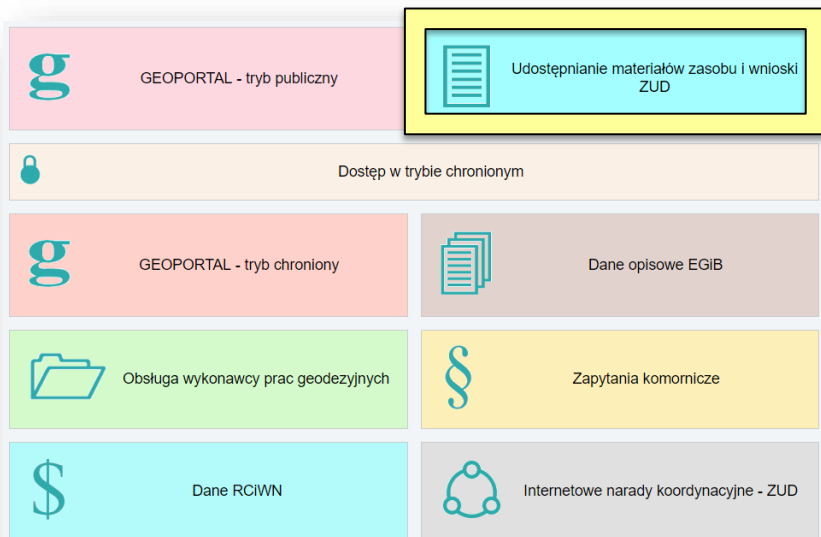 GEOPORTAL - tryb publiczny
Udostępnianie materiałów zasobu i wnioski
ZUD
Dostęp w trybie chronionym
GEOPORTAL - tryb chroniony
Dane opisowe EGiB
Obsługa wykonawcy prac geodezyjnych
Zapytania komornicze
Dane RCiWN
Internetowe narady koordynacyjne - ZUD